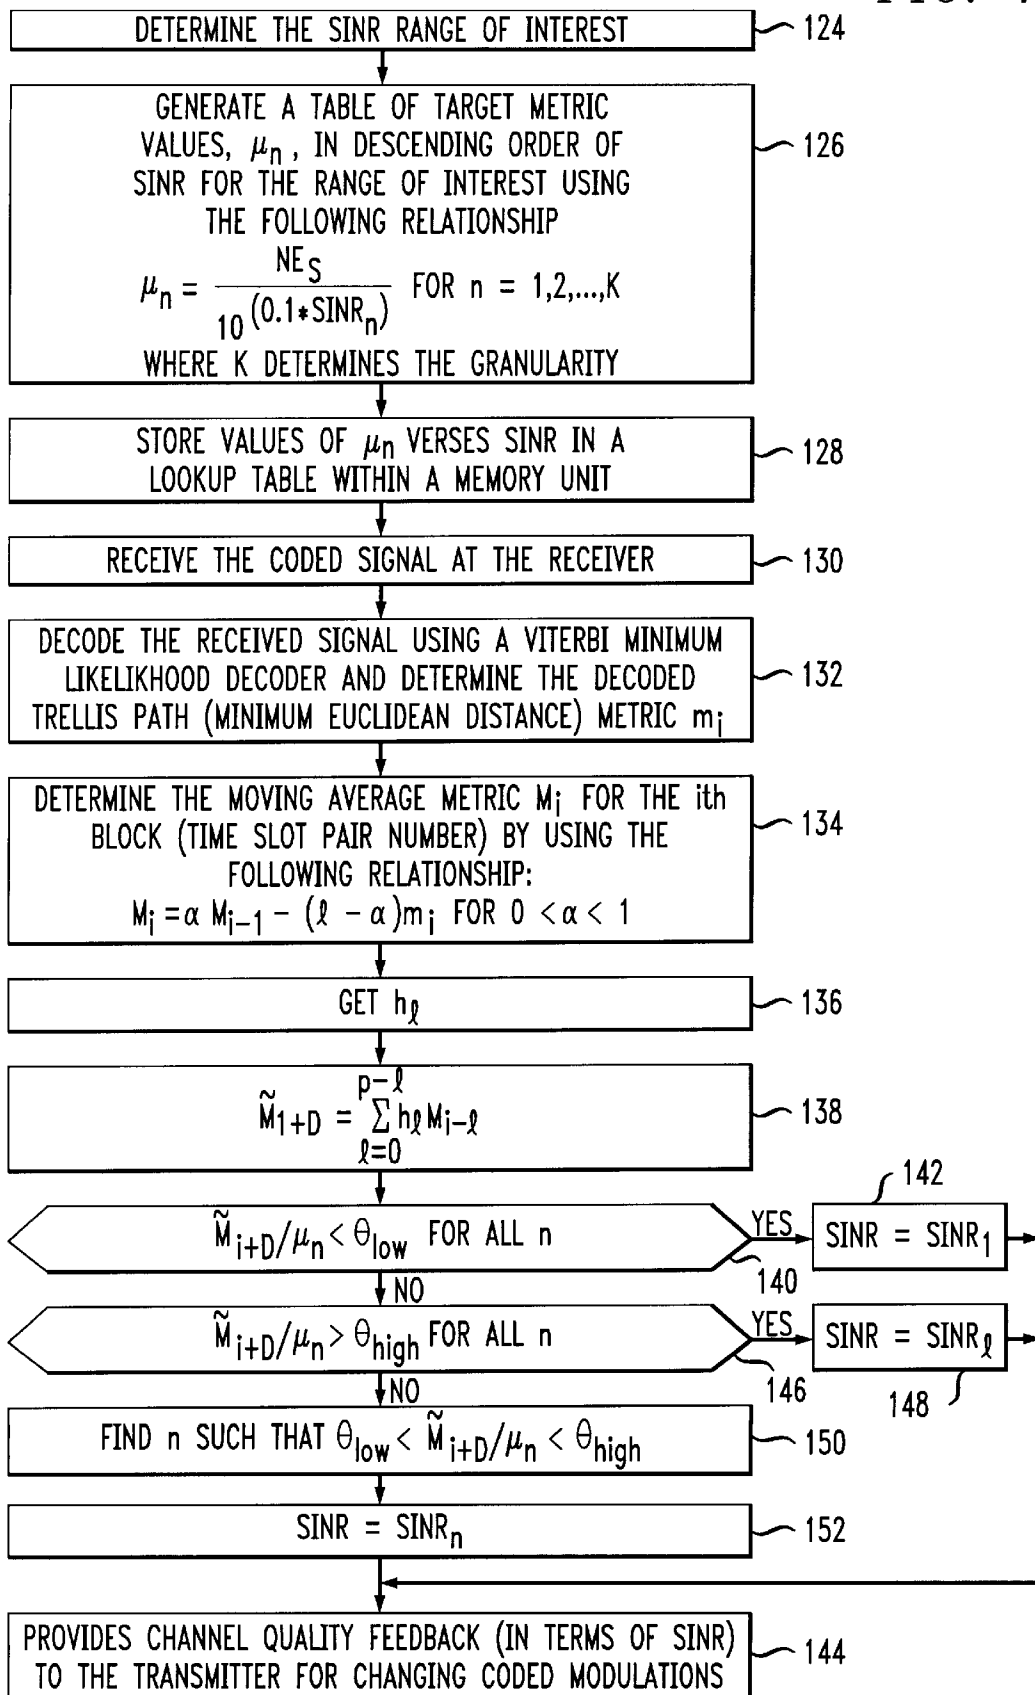 FIG. 4
DETERMINE THE SINR RANGE OF INTEREST
124
GENERATE A TABLE OF TARGET METRIC
VALUES, μn , IN DESCENDING ORDER OF
SINR FOR THE RANGE OF INTEREST USING
THE FOLLOWING RELATIONSHIP
μn = NES / 10(0.1*SINRn) FOR n = 1,2,...,K
WHERE K DETERMINES THE GRANULARITY
126
STORE VALUES OF μn VERSES SINR IN A
LOOKUP TABLE WITHIN A MEMORY UNIT
128
RECEIVE THE CODED SIGNAL AT THE RECEIVER
130
DECODE THE RECEIVED SIGNAL USING A VITERBI MINIMUM
LIKELIKHOOD DECODER AND DETERMINE THE DECODED
TRELLIS PATH (MINIMUM EUCLIDEAN DISTANCE) METRIC mi
132
DETERMINE THE MOVING AVERAGE METRIC Mi FOR THE ith
BLOCK (TIME SLOT PAIR NUMBER) BY USING THE
FOLLOWING RELATIONSHIP:
Mi = α Mi–1 – (ℓ – α)mi FOR 0 < α < 1
134
GET hℓ
136
p–ℓ
M̃1+D = Σ hℓ Mi–ℓ
ℓ=0
138
M̃i+D/μn < θlow FOR ALL n
140
YES
SINR = SINR1
142
NO
M̃i+D/μn > θhigh FOR ALL n
146
YES
SINR = SINRℓ
148
NO
FIND n SUCH THAT θlow < M̃i+D/μn < θhigh
150
SINR = SINRn
152
PROVIDES CHANNEL QUALITY FEEDBACK (IN TERMS OF SINR)
TO THE TRANSMITTER FOR CHANGING CODED MODULATIONS
144